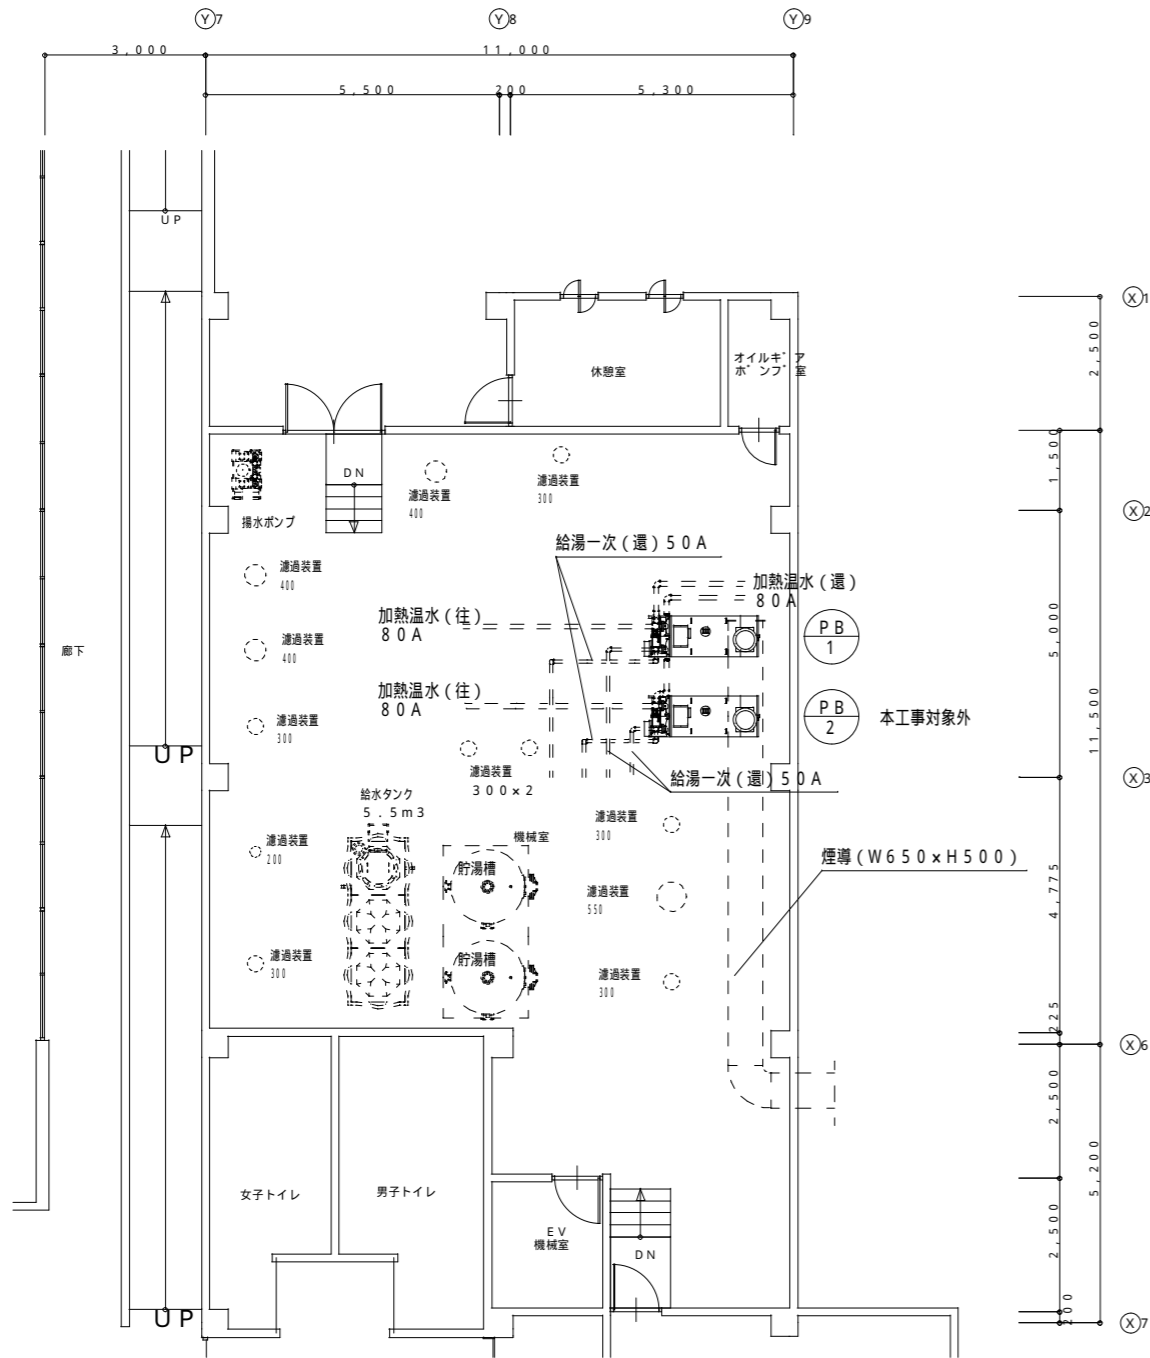 Y7
Y8
Y9
3,000
11,000
5,500
200
5,300
UP
X1
2,500
休憩室
オイルギア
ポンプ室
1,500
DN
濾過装置
400
濾過装置
300
X2
揚水ポンプ
給湯一次(還)50A
濾過装置
400
加熱温水(還)
80A
加熱温水(往)
80A
PB
1
5,000
濾過装置
400
廊下
加熱温水(往)
80A
PB
2
本工事対象外
11,500
濾過装置
300
UP
濾過装置
300×2
給湯一次(還)50A
X3
給水タンク
5.5m3
濾過装置
300
機械室
濾過装置
200
貯湯槽
煙導(W650×H500)
濾過装置
550
4,775
濾過装置
300
貯湯槽
濾過装置
300
225
X6
2,500
5,200
女子トイレ
男子トイレ
EV
機械室
DN
2,500
200
UP
X7